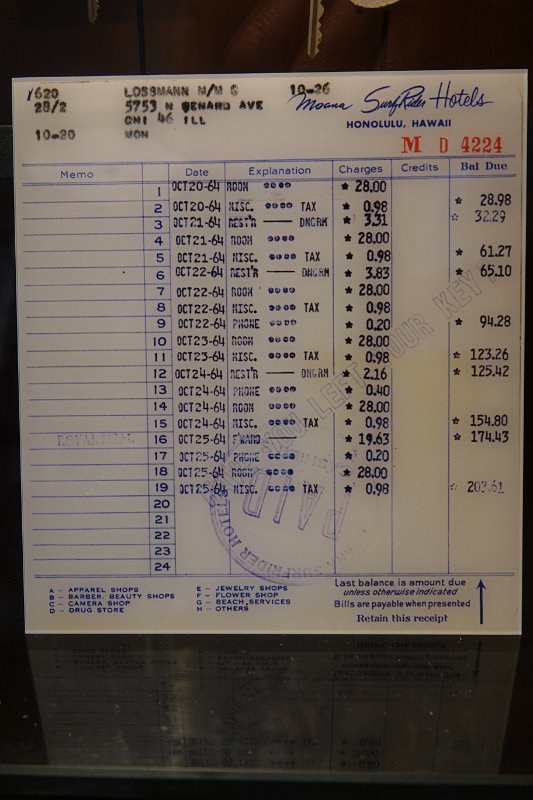 1620 LOSSMANN M/M G 10-26
28/2 5753 N GENARD AVE
CHI 46 ILL
10-20 MON
Moana SurfRider Hotels
HONOLULU, HAWAII
M D 4224
Memo Date Explanation Charges Credits Bal Due
1 OCT20-64 ROOM * 28.00
2 OCT20-64 MISC. TAX * 0.98 * 28.98
3 OCT21-64 REST'R — DNGRM * 3.31 * 32.29
4 OCT21-64 ROOM * 28.00
5 OCT21-64 MISC. TAX * 0.98 * 61.27
6 OCT22-64 REST'R — DNGRM * 3.83 * 65.10
7 OCT22-64 ROOM * 28.00
8 OCT22-64 MISC. TAX * 0.98
9 OCT22-64 PHONE * 0.20 * 94.28
10 OCT23-64 ROOM * 28.00
11 OCT23-64 MISC. TAX * 0.98 * 123.26
12 OCT24-64 REST'R — DNGRM * 2.16 * 125.42
13 OCT24-64 PHONE * 0.40
14 OCT24-64 ROOM * 28.00
15 OCT24-64 MISC. TAX * 0.98 * 154.80
16 OCT25-64 F'WARD — * 19.63 * 174.43
17 OCT25-64 PHONE * 0.20
18 OCT25-64 ROOM * 28.00
19 OCT25-64 MISC. TAX * 0.98 * 203.61
20
21
22
23
24
YOU LEFT YOUR KEY
PAID
SURFRIDER HOTELS
A – APPAREL SHOPS
B – BARBER, BEAUTY SHOPS
C – CAMERA SHOP
D – DRUG STORE
E – JEWELRY SHOPS
F – FLOWER SHOP
G – BEACH SERVICES
H – OTHERS
Last balance is amount due
unless otherwise indicated
Bills are payable when presented
Retain this receipt